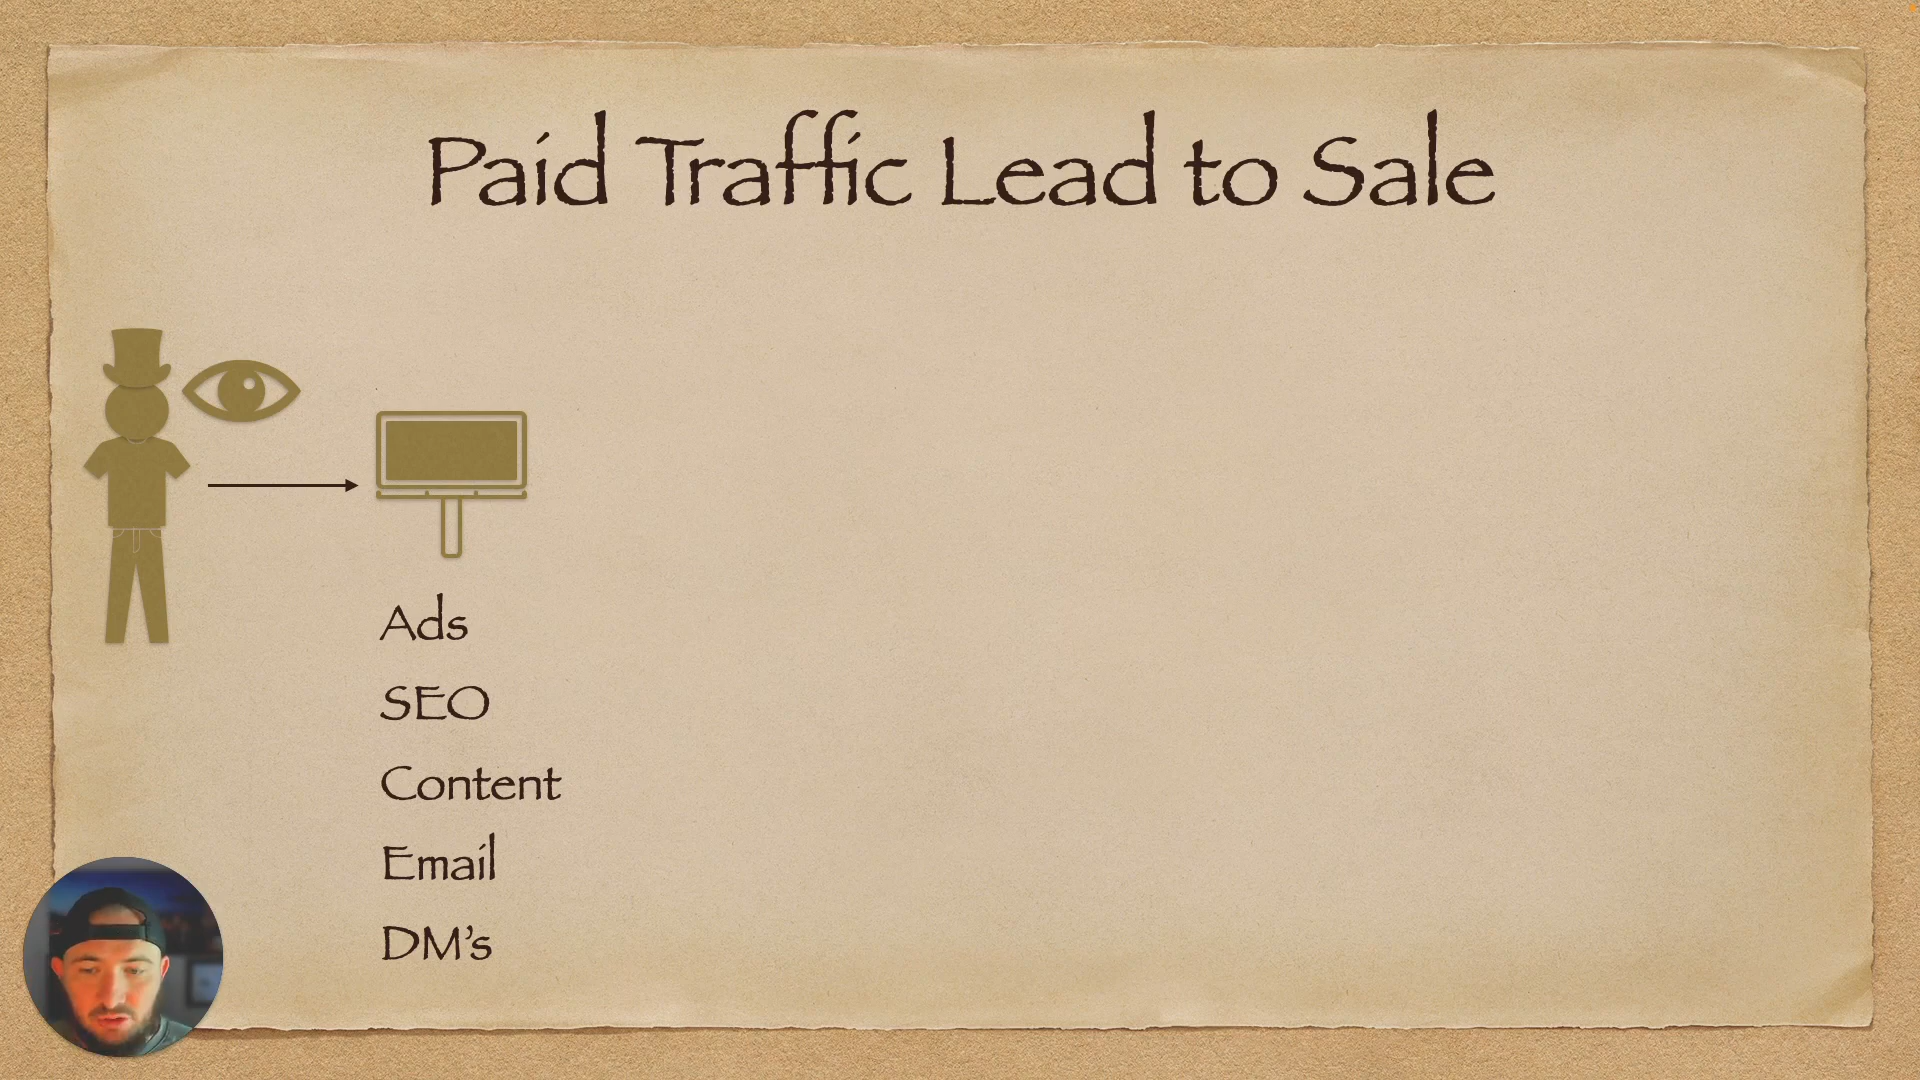 Paid Traffic Lead to Sale
Ads
SEO
Content
Email
DM’s